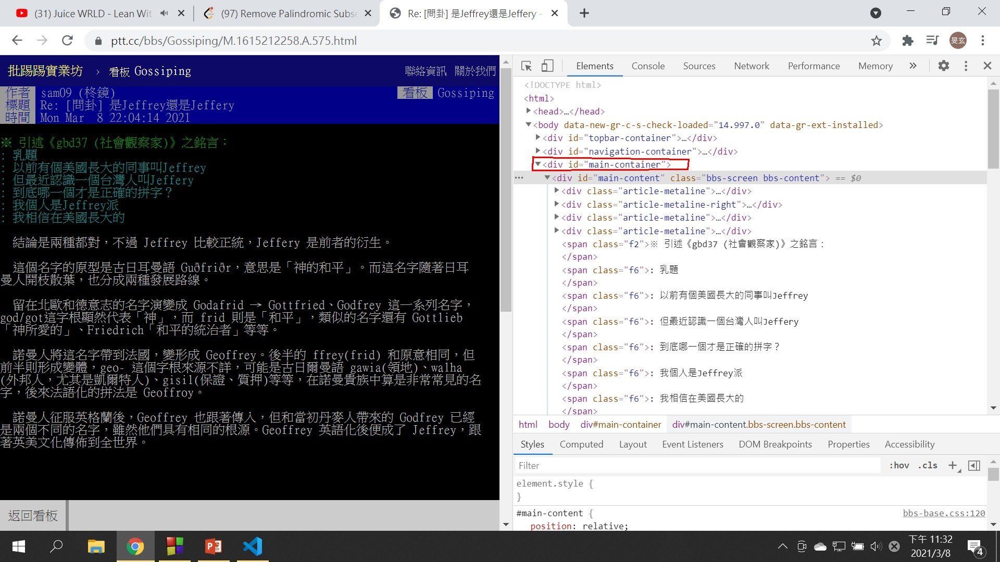 (31) Juice WRLD - Lean Wit
(97) Remove Palindromic Subse
Re: [問卦] 是Jeffrey還是Jeffery -
ptt.cc/bbs/Gossiping/M.1615212258.A.575.html
旻玄
批踢踢實業坊 › 看板 Gossiping 聯絡資訊 關於我們
作者 sam09 (柊鏡) 看板 Gossiping
標題 Re: [問卦] 是Jeffrey還是Jeffery
時間 Mon Mar  8 22:04:14 2021
※ 引述《gbd37 (社會觀察家)》之銘言：
: 乳題
: 以前有個美國長大的同事叫Jeffrey
: 但最近認識一個台灣人叫Jeffery
: 到底哪一個才是正確的拼字？
: 我個人是Jeffrey派
: 我相信在美國長大的
結論是兩種都對，不過 Jeffrey 比較正統，Jeffery 是前者的衍生。
這個名字的原型是古日耳曼語 Guðfriðr，意思是「神的和平」。而這名字隨著日耳
曼人開枝散葉，也分成兩種發展路線。
留在北歐和德意志的名字演變成 Godafrid → Gottfried、Godfrey 這一系列名字，
god/got這字根顯然代表「神」，而 frid 則是「和平」，類似的名字還有 Gottlieb
「神所愛的」、Friedrich「和平的統治者」等等。
諾曼人將這名字帶到法國，變形成 Geoffrey。後半的 ffrey(frid) 和原意相同，但
前半則形成變體，geo- 這個字根來源不詳，可能是古日爾曼語 gawia(領地)、walha
(外邦人，尤其是凱爾特人)、gisil(保證、質押)等等，在諾曼貴族中算是非常常見的名
字，後來法語化的拼法是 Geoffroy。
諾曼人征服英格蘭後，Geoffrey 也跟著傳入，但和當初丹麥人帶來的 Godfrey 已經
是兩個不同的名字，雖然他們具有相同的根源。Geoffrey 英語化後便成了 Jeffrey，跟
著英美文化傳佈到全世界。
返回看板
Elements Console Sources Network Performance Memory »
<!DOCTYPE html>
<html>
<head>…</head>
<body data-new-gr-c-s-check-loaded="14.997.0" data-gr-ext-installed>
<div id="topbar-container">…</div>
<div id="navigation-container">…</div>
<div id="main-container">
<div id="main-content" class="bbs-screen bbs-content"> == $0
<div class="article-metaline">…</div>
<div class="article-metaline-right">…</div>
<div class="article-metaline">…</div>
<div class="article-metaline">…</div>
<span class="f2">※ 引述《gbd37 (社會觀察家)》之銘言：
</span>
<span class="f6">: 乳題
</span>
<span class="f6">: 以前有個美國長大的同事叫Jeffrey
</span>
<span class="f6">: 但最近認識一個台灣人叫Jeffery
</span>
<span class="f6">: 到底哪一個才是正確的拼字？
</span>
<span class="f6">: 我個人是Jeffrey派
</span>
<span class="f6">: 我相信在美國長大的
</span>
html body div#main-container div#main-content.bbs-screen.bbs-content
Styles Computed Layout Event Listeners DOM Breakpoints Properties Accessibility
Filter :hov .cls +
element.style {
}
#main-content { bbs-base.css:120
position: relative;
下午 11:32
2021/3/8
4